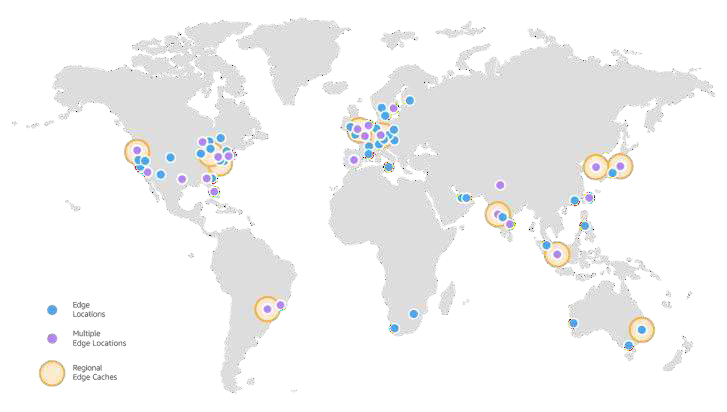 Edge
Locations
Multiple
Edge Locations
Regional
Edge Caches